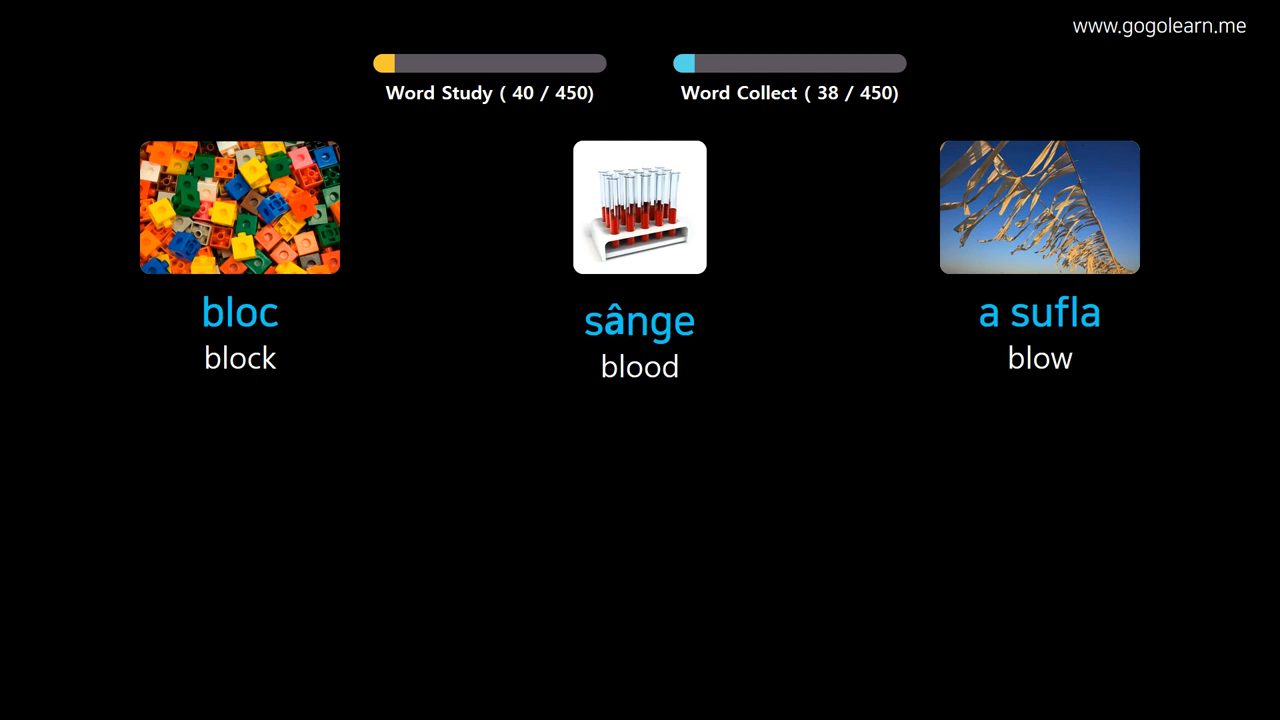 www.gogolearn.me
Word Study ( 40 / 450)
Word Collect ( 38 / 450)
bloc
block
sânge
blood
a sufla
blow